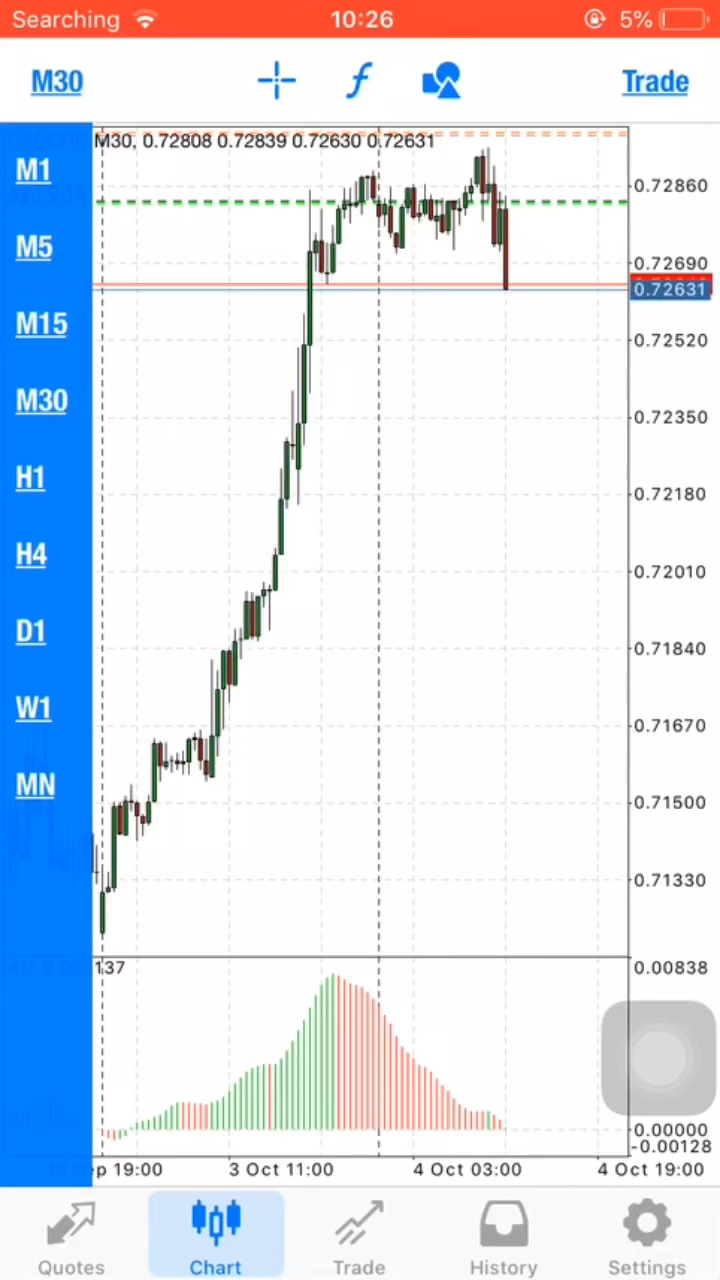 Searching 10:26 5%
M30 f Trade
M30, 0.72808 0.72839 0.72630 0.72631
M1
M5
M15
M30
H1
H4
D1
W1
MN
0.72860
0.72690
0.72631
0.72520
0.72350
0.72180
0.72010
0.71840
0.71670
0.71500
0.71330
137
0.00838
0.00000
-0.00128
19:00 3 Oct 11:00 4 Oct 03:00 4 Oct 19:00
Quotes Chart Trade History Settings